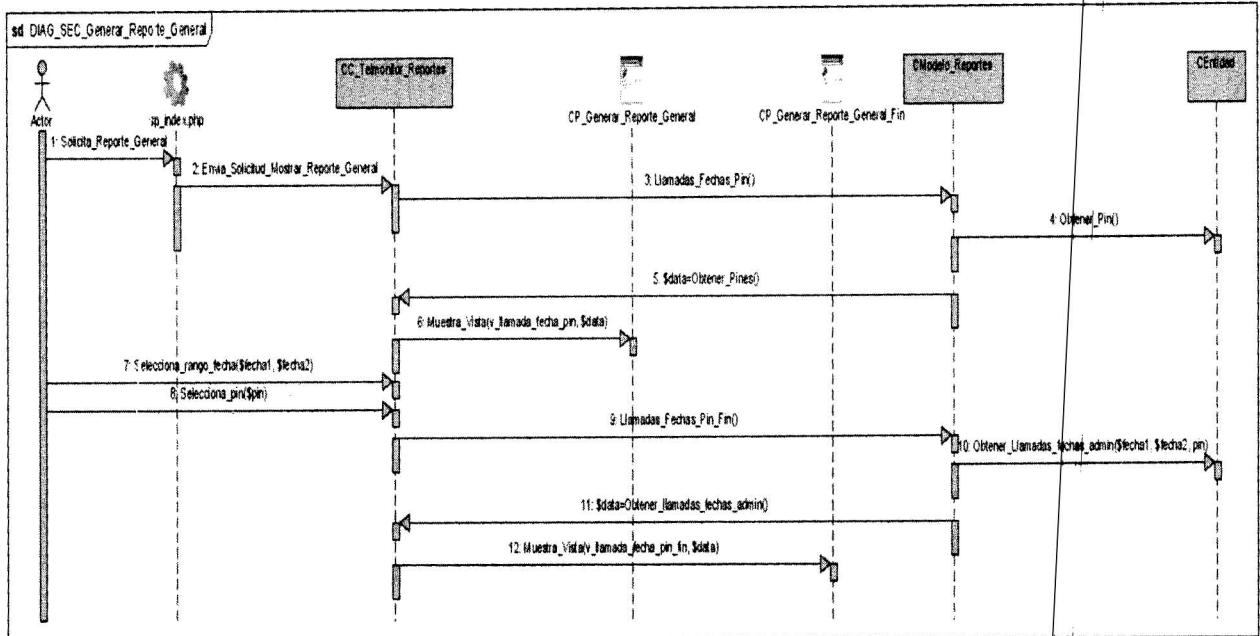 sd DIAG_SEC_Generar_Reporte_General
Actor
sp_index.php
CC_Telmonitor_Reportes
CP_Generar_Reporte_General
CP_Generar_Reporte_General_Fin
CModelo_Reportes
CEntidad
1: Solicita_Reporte_General
2: Envia_Solicitud_Mostrar_Reporte_General
3: Llamadas_Fechas_Pin()
4: Obtener_Pin()
5: $data=Obtener_Pines()
6: Muestra_Vista(v_llamada_fecha_pin, $data)
7: Selecciona_rango_fecha($fecha1, $fecha2)
8: Selecciona_pin($pin)
9: Llamadas_Fechas_Pin_Fin()
10: Obtener_Llamadas_fechas_admin($fecha1, $fecha2, pin)
11: $data=Obtener_llamadas_fechas_admin()
12: Muestra_Vista(v_llamada_fecha_pin_fin, $data)